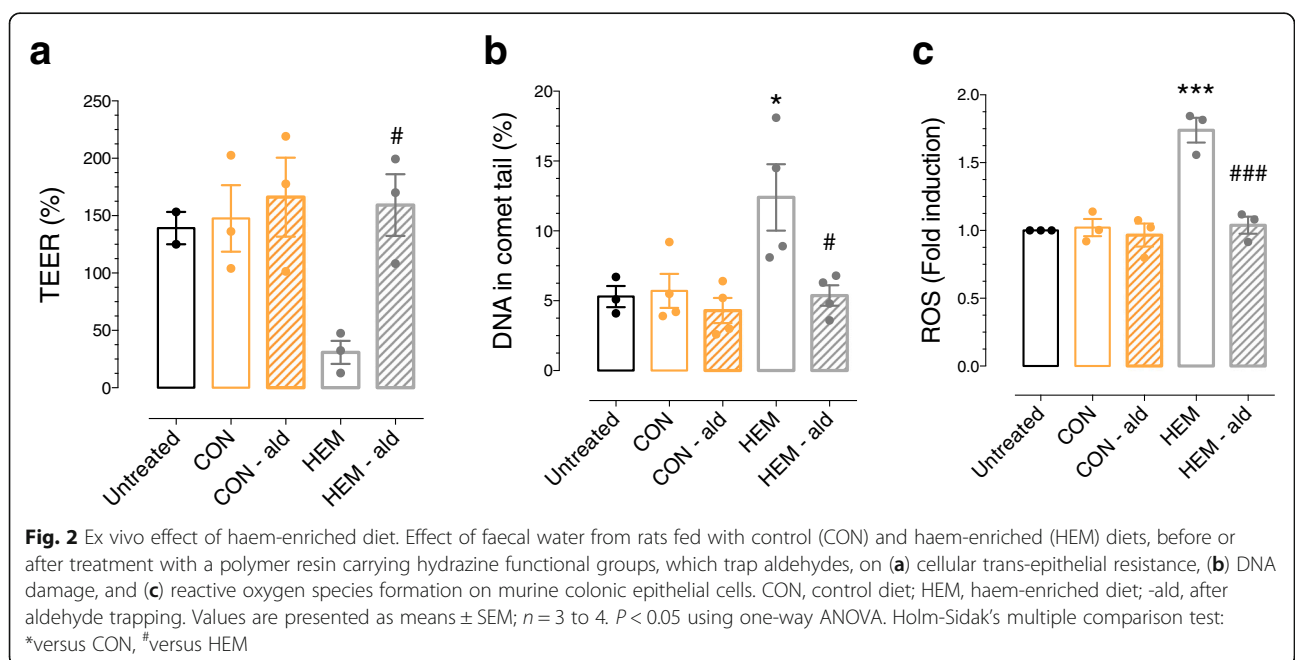 a
b
c
TEER (%)
250
200
150
100
50
0
#
Untreated
CON
CON - ald
HEM
HEM - ald
DNA in comet tail (%)
20
15
10
5
0
*
#
Untreated
CON
CON - ald
HEM
HEM - ald
ROS (Fold induction)
2.0
1.5
1.0
0.5
0.0
***
###
Untreated
CON
CON - ald
HEM
HEM - ald
Fig. 2 Ex vivo effect of haem-enriched diet. Effect of faecal water from rats fed with control (CON) and haem-enriched (HEM) diets, before or
after treatment with a polymer resin carrying hydrazine functional groups, which trap aldehydes, on (a) cellular trans-epithelial resistance, (b) DNA
damage, and (c) reactive oxygen species formation on murine colonic epithelial cells. CON, control diet; HEM, haem-enriched diet; -ald, after
aldehyde trapping. Values are presented as means ± SEM; n = 3 to 4. P < 0.05 using one-way ANOVA. Holm-Sidak's multiple comparison test:
*versus CON, #versus HEM